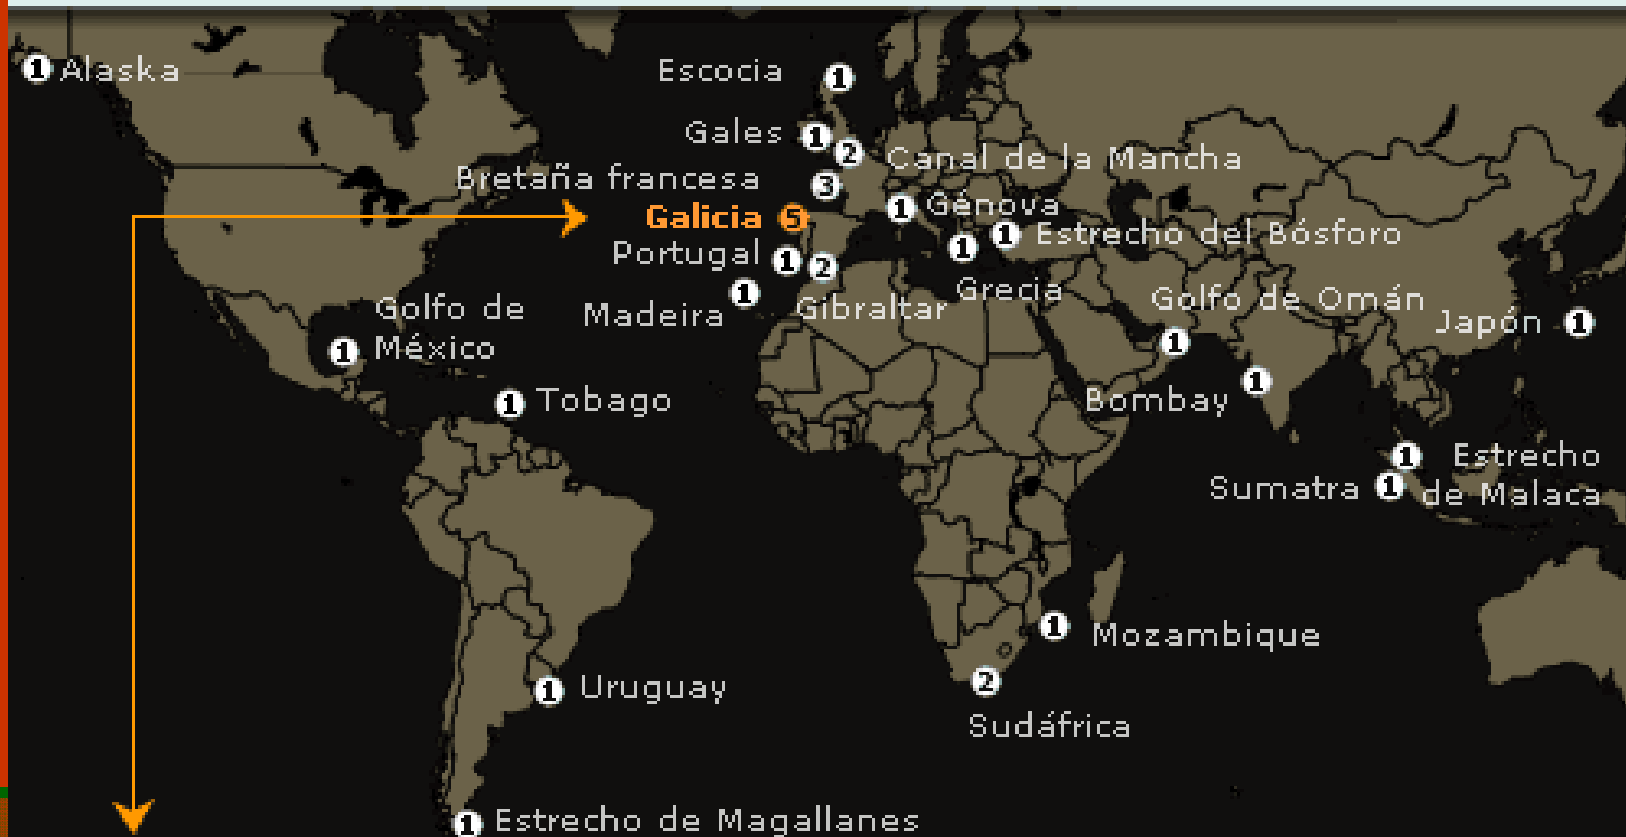 1 Alaska
Escocia 1
Gales 1
2 Canal de la Mancha
Bretaña francesa 3
1 Génova
Galicia 5
1 Estrecho del Bósforo
Portugal 1
2
Gibraltar
1
Grecia
Madeira 1
Golfo de Omán
1
Japón 1
Golfo de
1 México
Bombay 1
1 Tobago
1 Estrecho
de Malaca
Sumatra 1
1 Mozambique
1 Uruguay
2
Sudáfrica
1 Estrecho de Magallanes